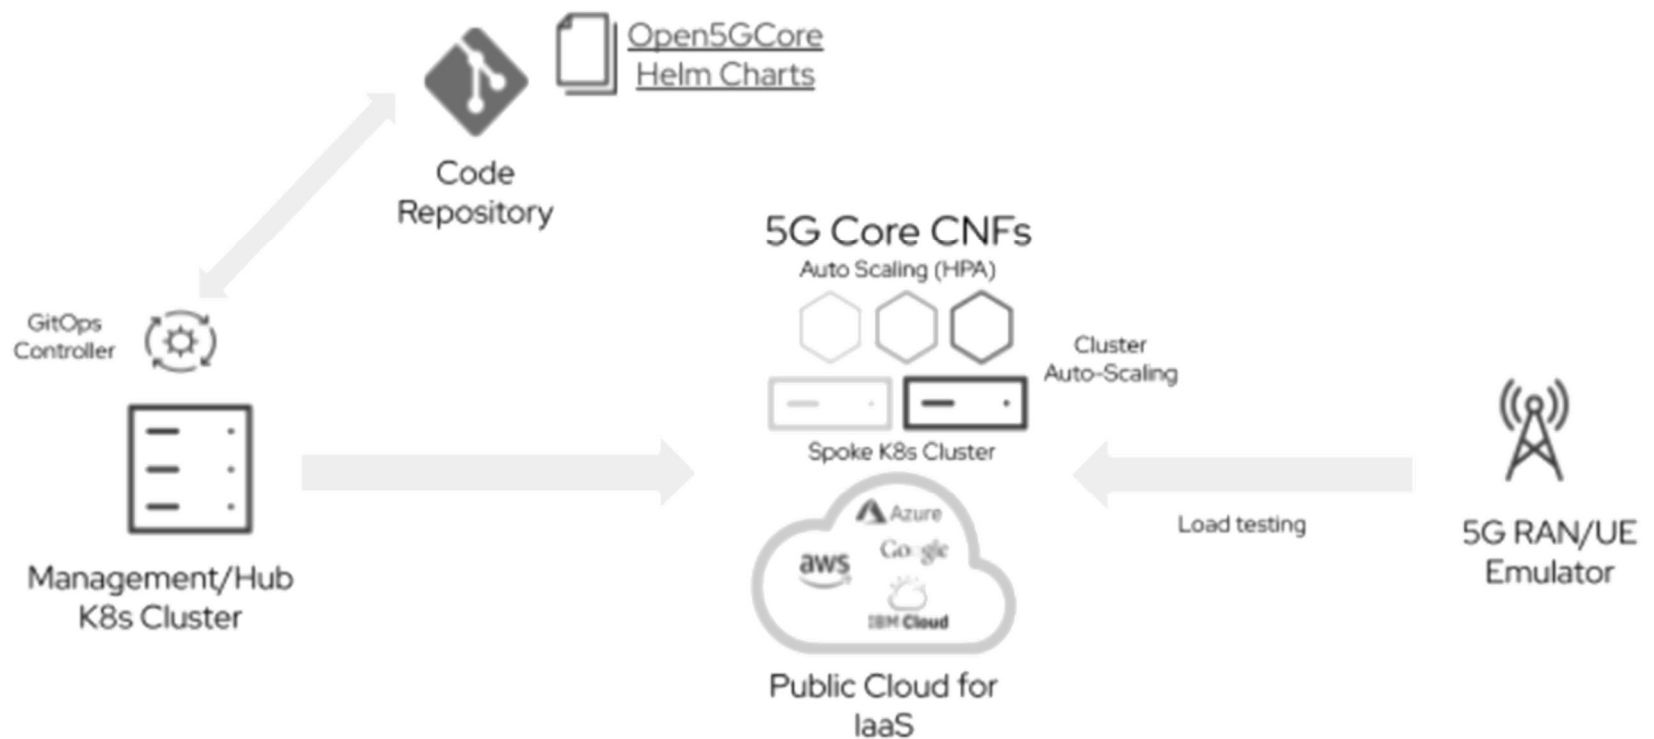 Open5GCore
Helm Charts
Code
Repository
GitOps
Controller
Management/Hub
K8s Cluster
5G Core CNFs
Auto Scaling (HPA)
Cluster
Auto-Scaling
Spoke K8s Cluster
Azure
Google
aws
IBM Cloud
Public Cloud for
IaaS
Load testing
5G RAN/UE
Emulator